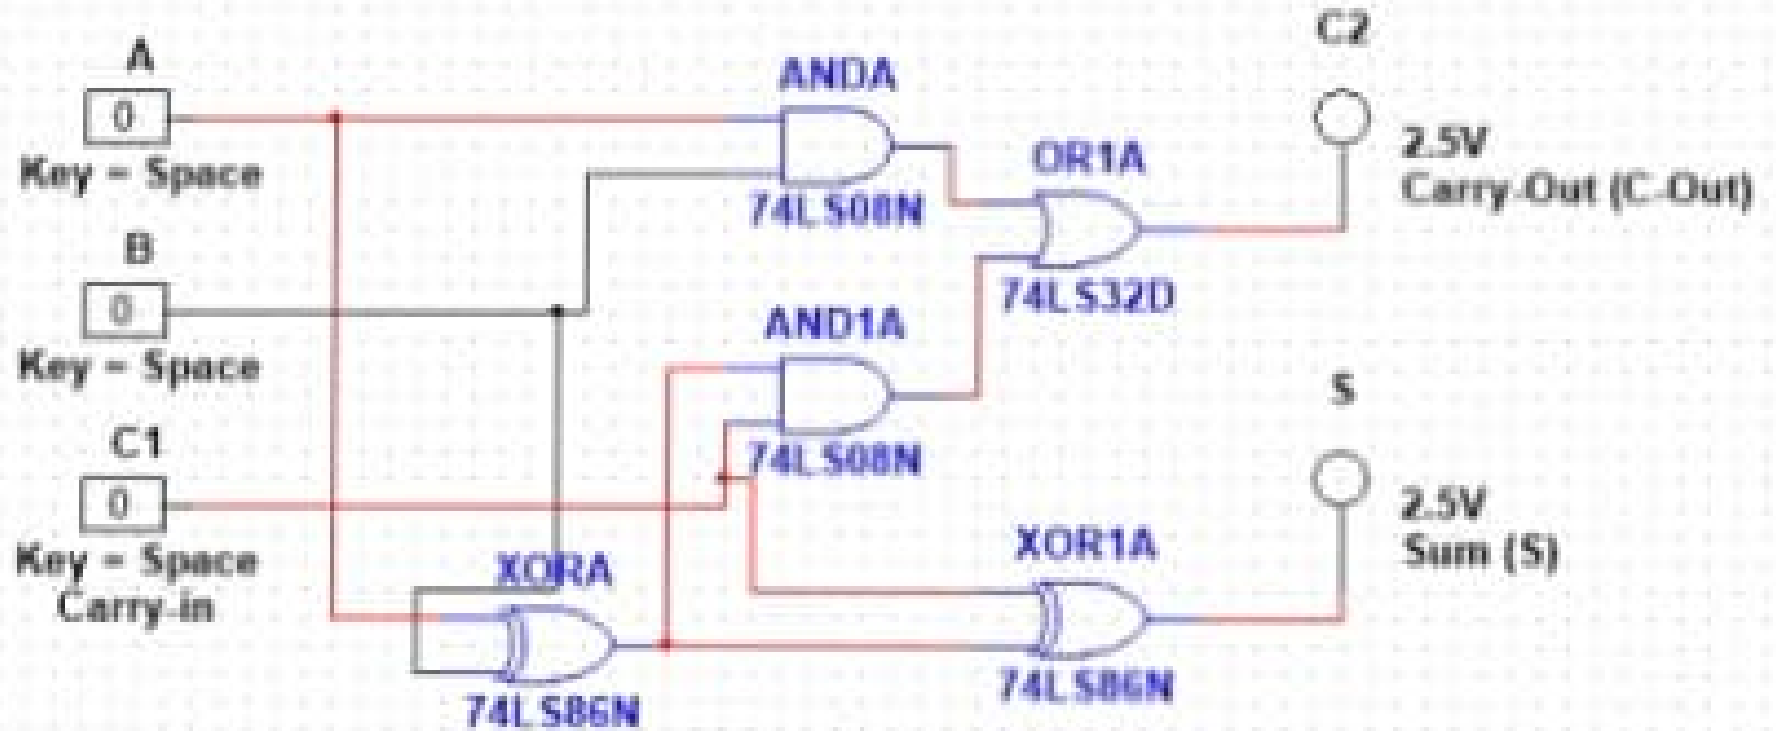 A
0
Key = Space
B
0
Key = Space
C1
0
Key = Space
Carry-in
ANDA
74LS08N
OR1A
74LS32D
AND1A
74LS08N
XORA
74LS86N
XOR1A
74LS86N
C2
2.5V
Carry-Out (C-Out)
S
2.5V
Sum (S)